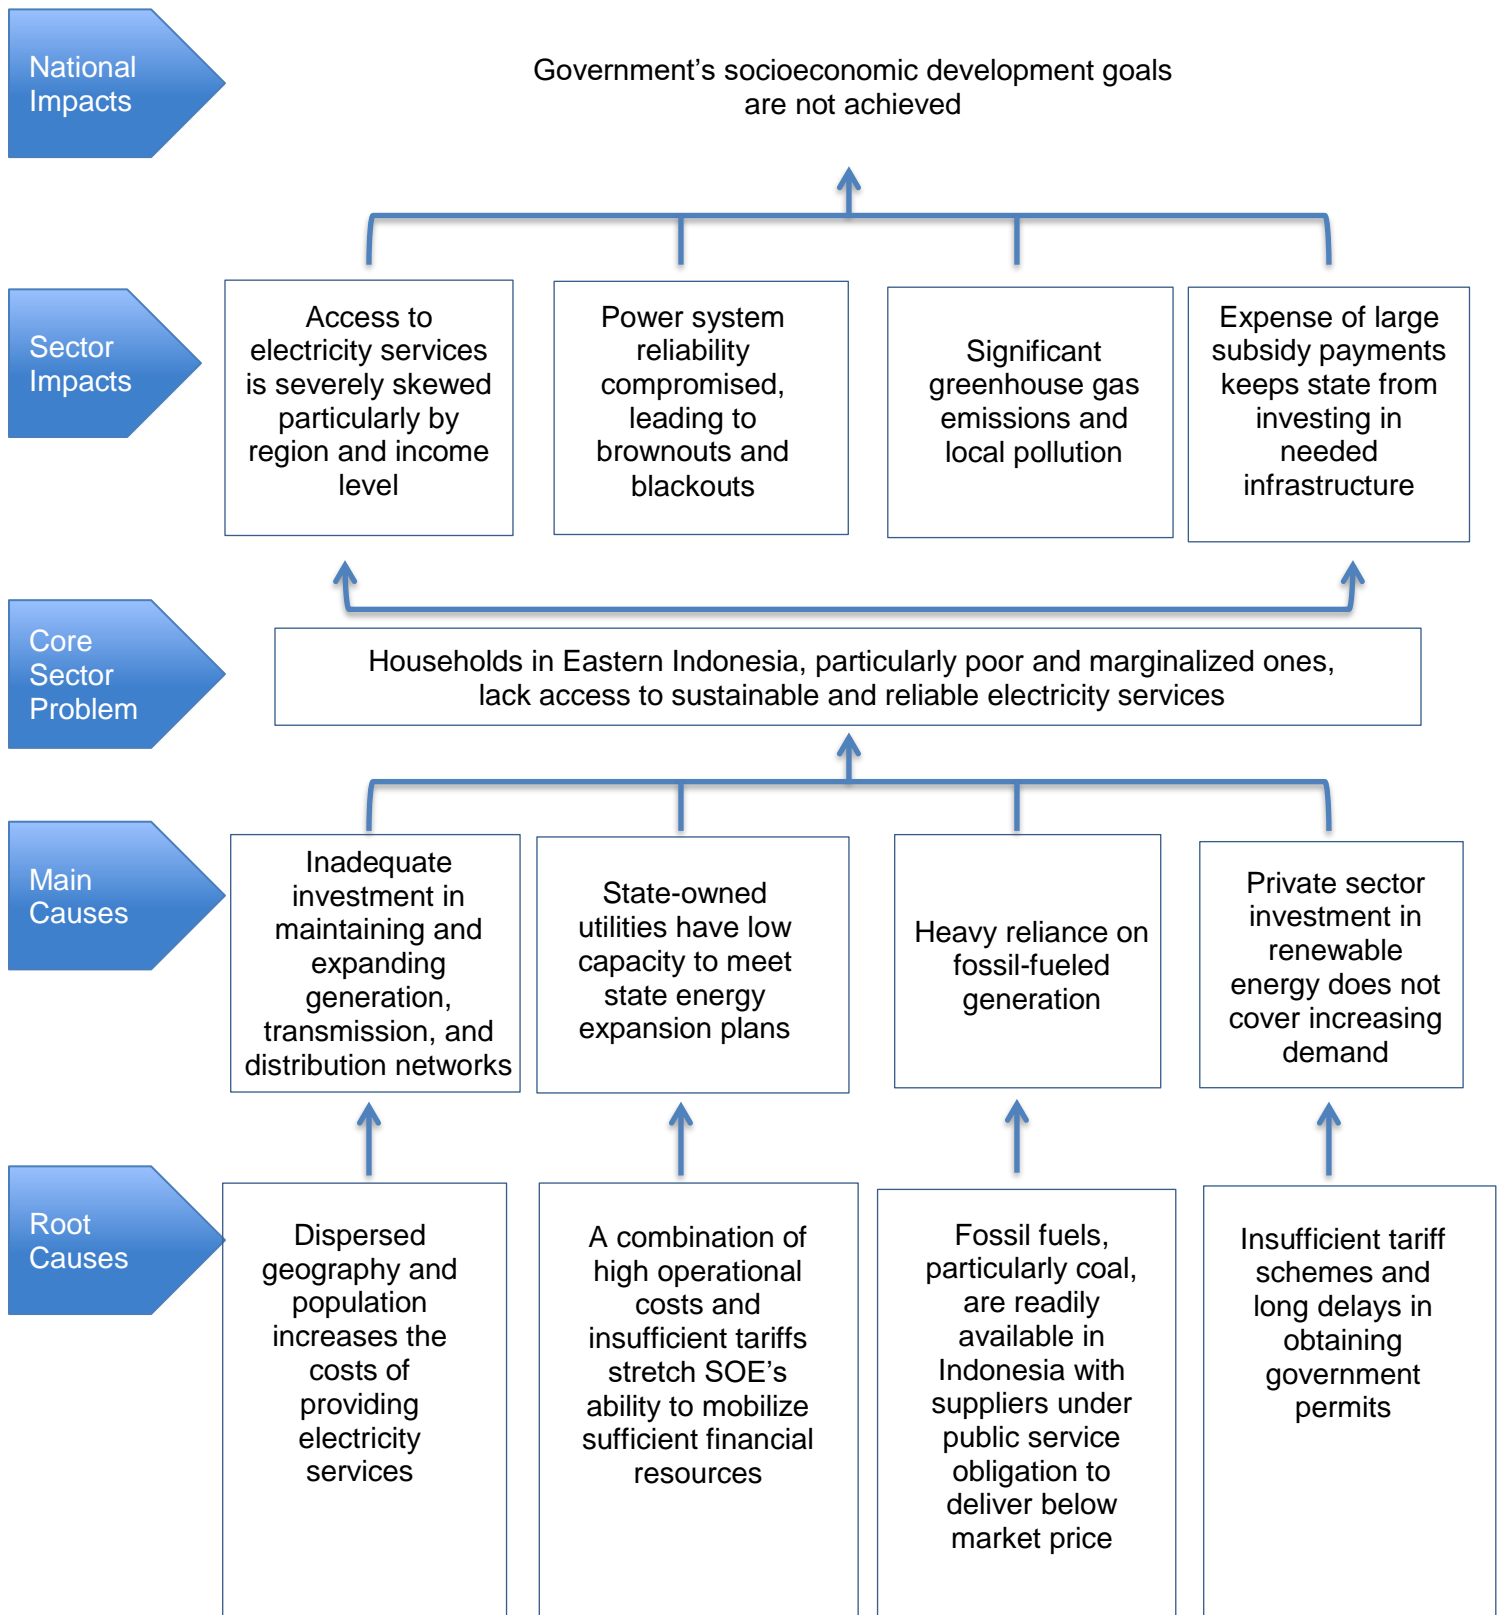 National
Impacts
Government’s socioeconomic development goals
are not achieved
Sector
Impacts
Access to
electricity services
is severely skewed
particularly by
region and income
level
Power system
reliability
compromised,
leading to
brownouts and
blackouts
Significant
greenhouse gas
emissions and
local pollution
Expense of large
subsidy payments
keeps state from
investing in
needed
infrastructure
Core
Sector
Problem
Households in Eastern Indonesia, particularly poor and marginalized ones,
lack access to sustainable and reliable electricity services
Main
Causes
Inadequate
investment in
maintaining and
expanding
generation,
transmission, and
distribution networks
State-owned
utilities have low
capacity to meet
state energy
expansion plans
Heavy reliance on
fossil-fueled
generation
Private sector
investment in
renewable
energy does not
cover increasing
demand
Root
Causes
Dispersed
geography and
population
increases the
costs of
providing
electricity
services
A combination of
high operational
costs and
insufficient tariffs
stretch SOE’s
ability to mobilize
sufficient financial
resources
Fossil fuels,
particularly coal,
are readily
available in
Indonesia with
suppliers under
public service
obligation to
deliver below
market price
Insufficient tariff
schemes and
long delays in
obtaining
government
permits